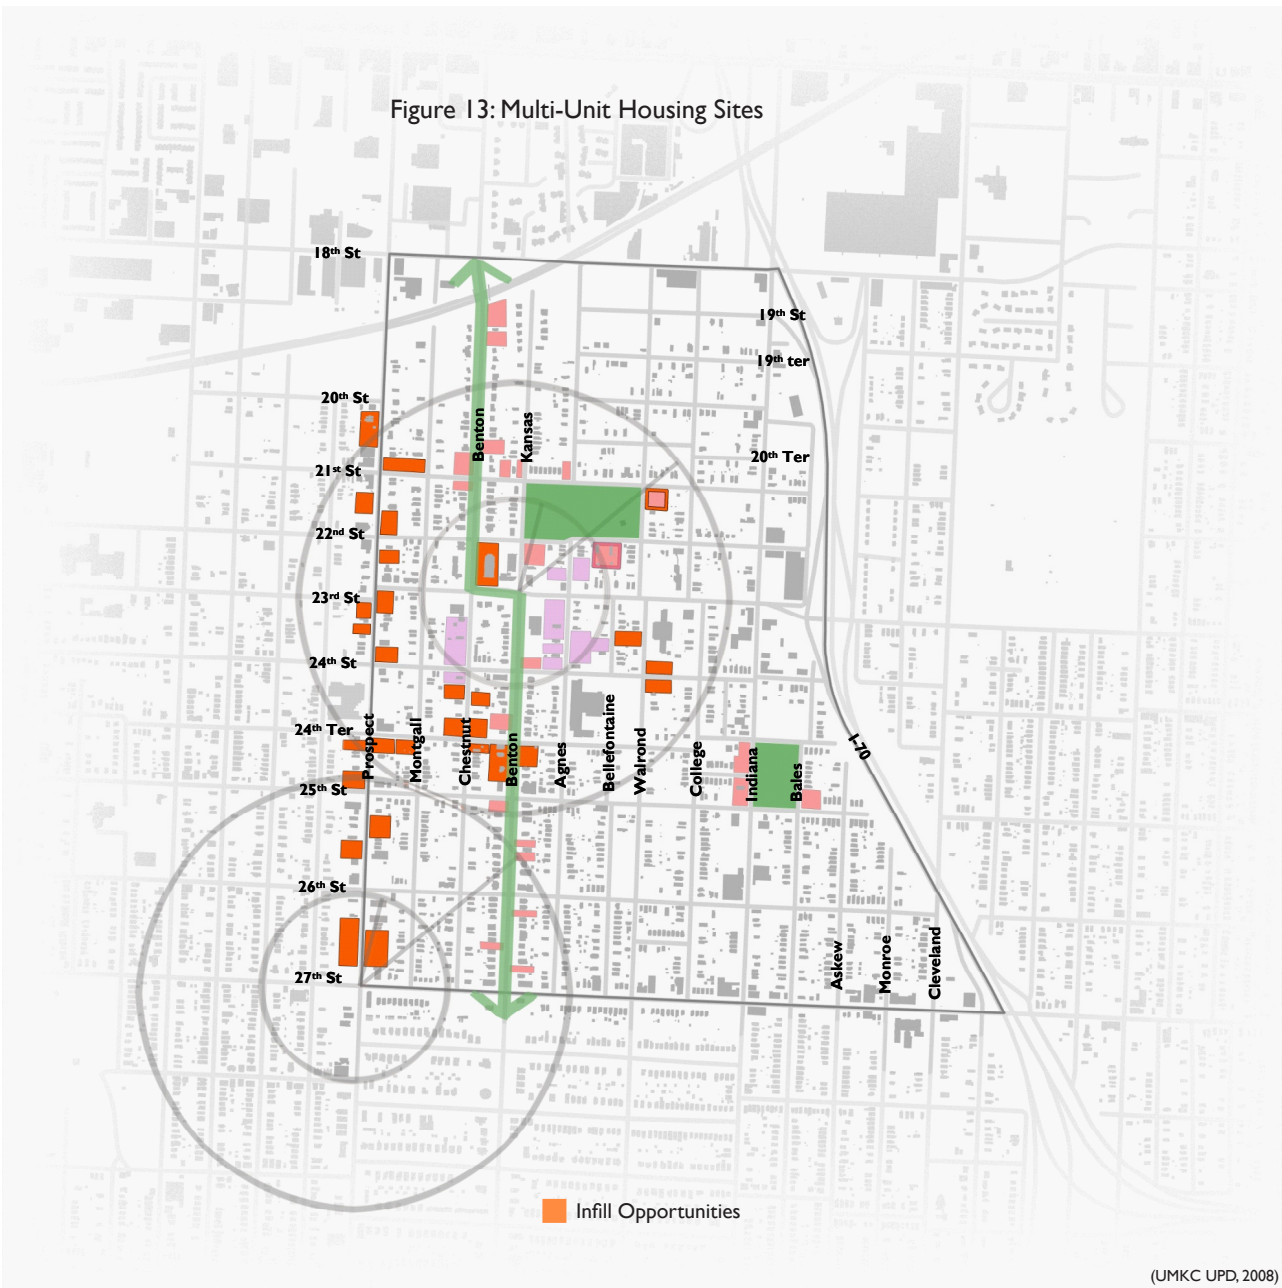 Figure 13: Multi-Unit Housing Sites
18th St
19th St
19th ter
20th St
Benton
Kansas
20th Ter
21st St
22nd St
23rd St
24th St
24th Ter
Prospect
Montgall
Chestnut
Benton
Agnes
Bellefontaine
Walrond
College
Indiana
Bales
I-70
25th St
26th St
Askew
Monroe
Cleveland
27th St
Infill Opportunities
(UMKC UPD, 2008)